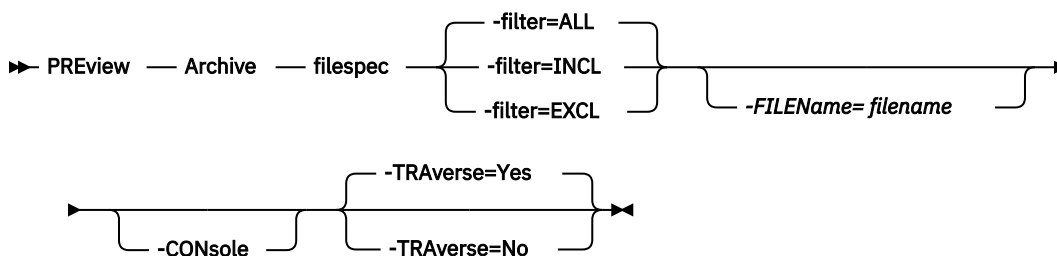 -filter=ALL
PREview Archive filespec -filter=INCL
-filter=EXCL
-FILEName= filename
-TRAverse=Yes
-CONsole
-TRAverse=No